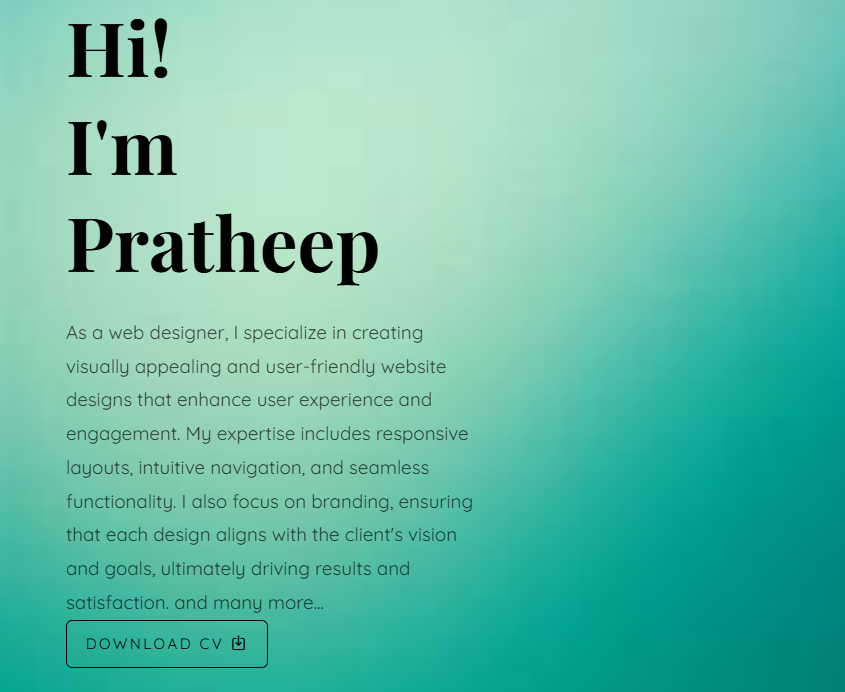 Hi!
I'm
Pratheep
As a web designer, I specialize in creating
visually appealing and user-friendly website
designs that enhance user experience and
engagement. My expertise includes responsive
layouts, intuitive navigation, and seamless
functionality. I also focus on branding, ensuring
that each design aligns with the client's vision
and goals, ultimately driving results and
satisfaction. and many more...
DOWNLOAD CV